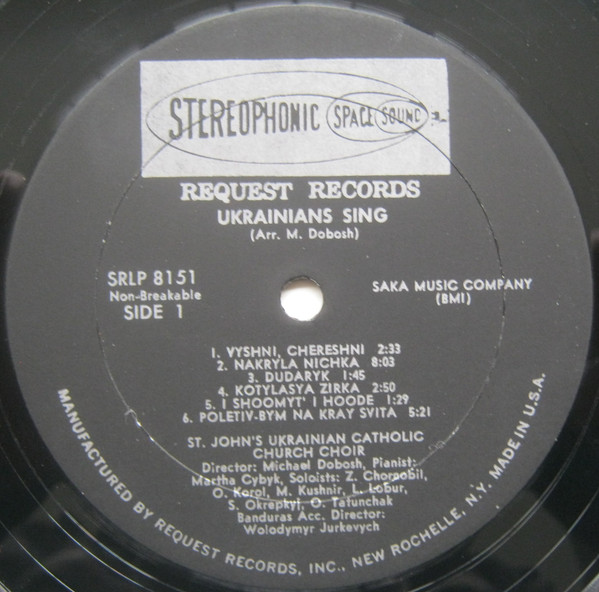 STEREOPHONIC SPACE SOUND
REQUEST RECORDS
UKRAINIANS SING
(Arr. M. Dobosh)
SRLP 8151
Non-Breakable
SIDE 1
SAKA MUSIC COMPANY
(BMI)
1. VYSHNI, CHERESHNI 2:33
2. NAKRYLA NICHKA 8:03
3. DUDARYK 1:45
4. KOTYLASYA ZIRKA 2:50
5. I SHOOMYT' I HOODE 1:29
6. POLETIV-BYM NA KRAY SVITA 5:21
ST. JOHN'S UKRAINIAN CATHOLIC
CHURCH CHOIR
Director: Michael Dobosh, Pianist:
Martha Cybyk, Soloists: Z. Chornobil,
O. Korol, M. Kushnir, L. Lobur,
S. Okrepkyi, O. Tafunchak
Banduras Acc. Director:
Wolodymyr Jurkevych
MANUFACTURED BY REQUEST RECORDS, INC., NEW ROCHELLE, N.Y. MADE IN U.S.A.